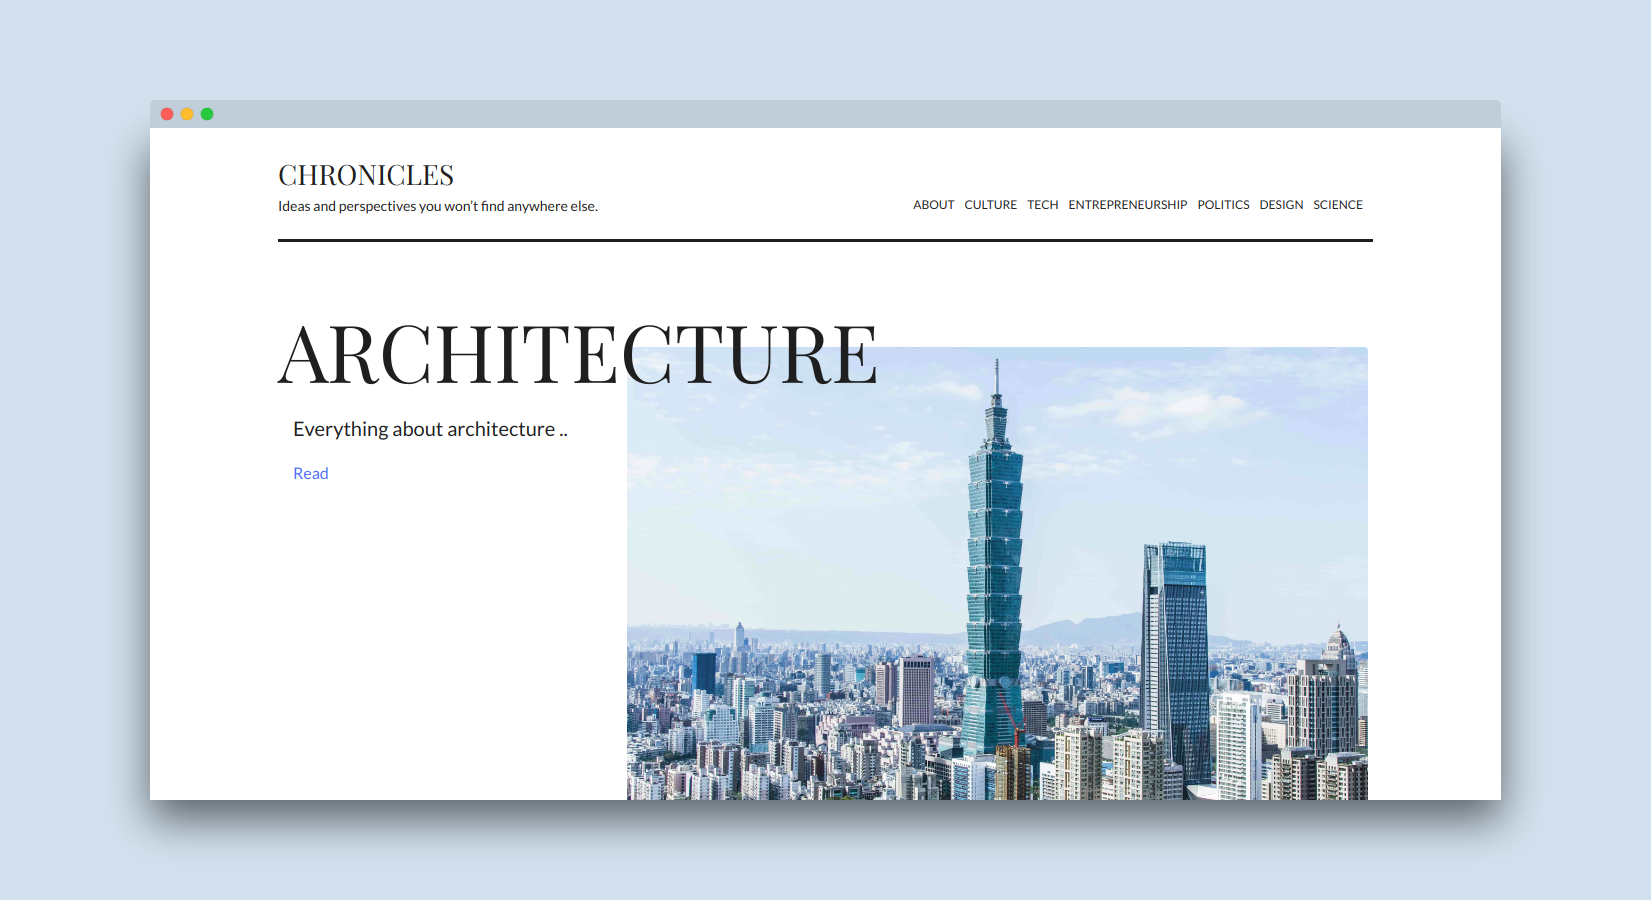 CHRONICLES
Ideas and perspectives you won't find anywhere else.
ABOUT CULTURE TECH ENTREPRENEURSHIP POLITICS DESIGN SCIENCE
ARCHITECTURE
Everything about architecture ..
Read